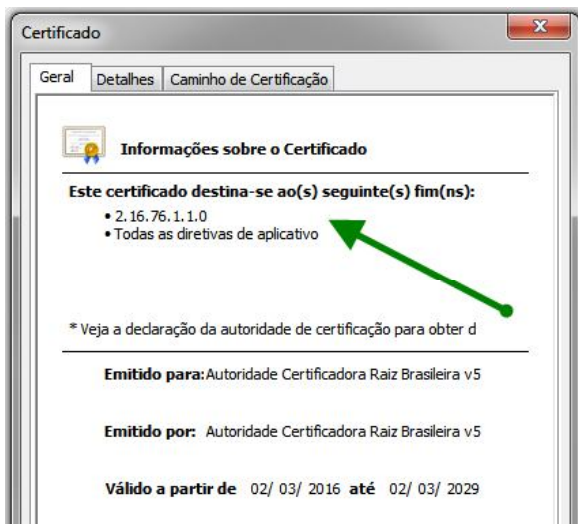 Certificado
Geral Detalhes Caminho de Certificação
Informações sobre o Certificado
Este certificado destina-se ao(s) seguinte(s) fim(ns):
• 2.16.76.1.1.0
• Todas as diretivas de aplicativo
* Veja a declaração da autoridade de certificação para obter d
Emitido para: Autoridade Certificadora Raiz Brasileira v5
Emitido por: Autoridade Certificadora Raiz Brasileira v5
Válido a partir de 02/ 03/ 2016 até 02/ 03/ 2029